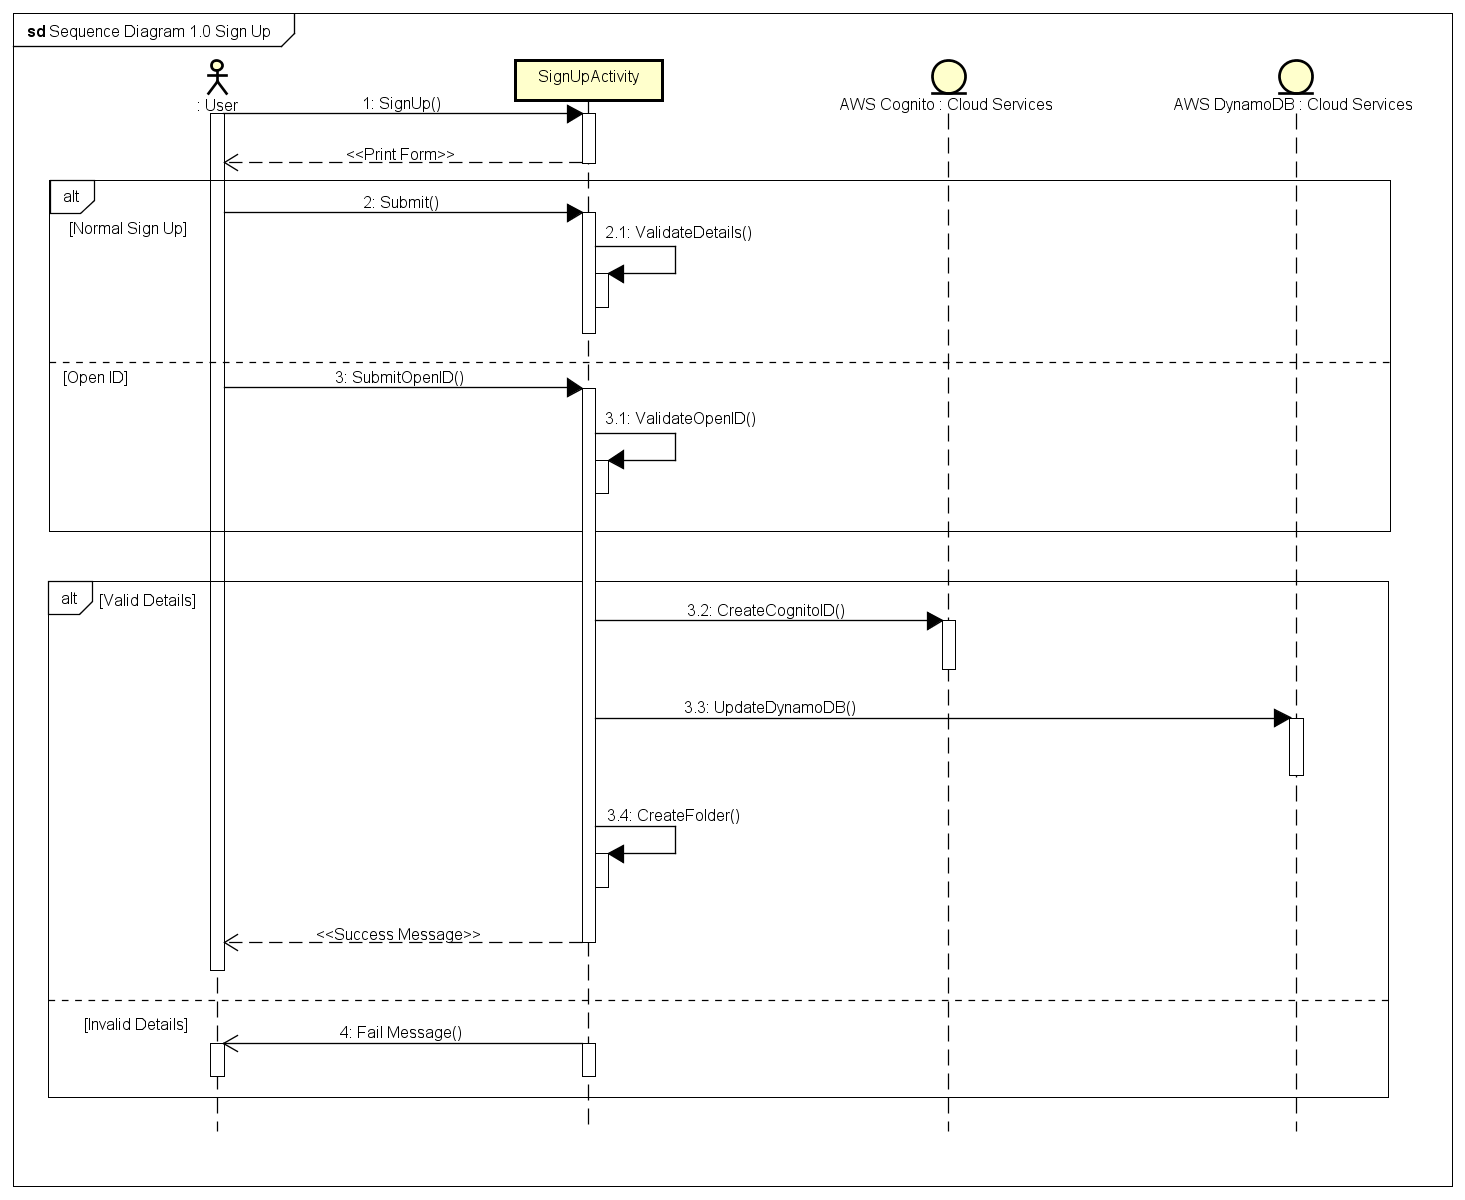 sd Sequence Diagram 1.0 Sign Up
: User
SignUpActivity
AWS Cognito : Cloud Services
AWS DynamoDB : Cloud Services
1: SignUp()
<<Print Form>>
alt
[Normal Sign Up]
2: Submit()
2.1: ValidateDetails()
[Open ID]
3: SubmitOpenID()
3.1: ValidateOpenID()
alt
[Valid Details]
3.2: CreateCognitoID()
3.3: UpdateDynamoDB()
3.4: CreateFolder()
<<Success Message>>
[Invalid Details]
4: Fail Message()